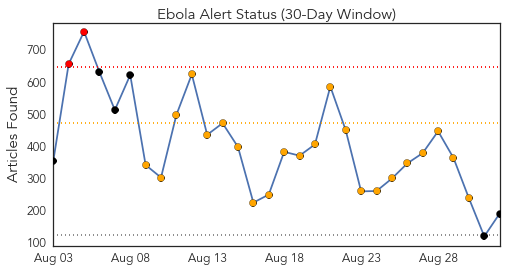 Ebola Alert Status (30-Day Window)
Articles Found
700
600
500
400
300
200
100
Aug 03 Aug 08 Aug 13 Aug 18 Aug 23 Aug 28